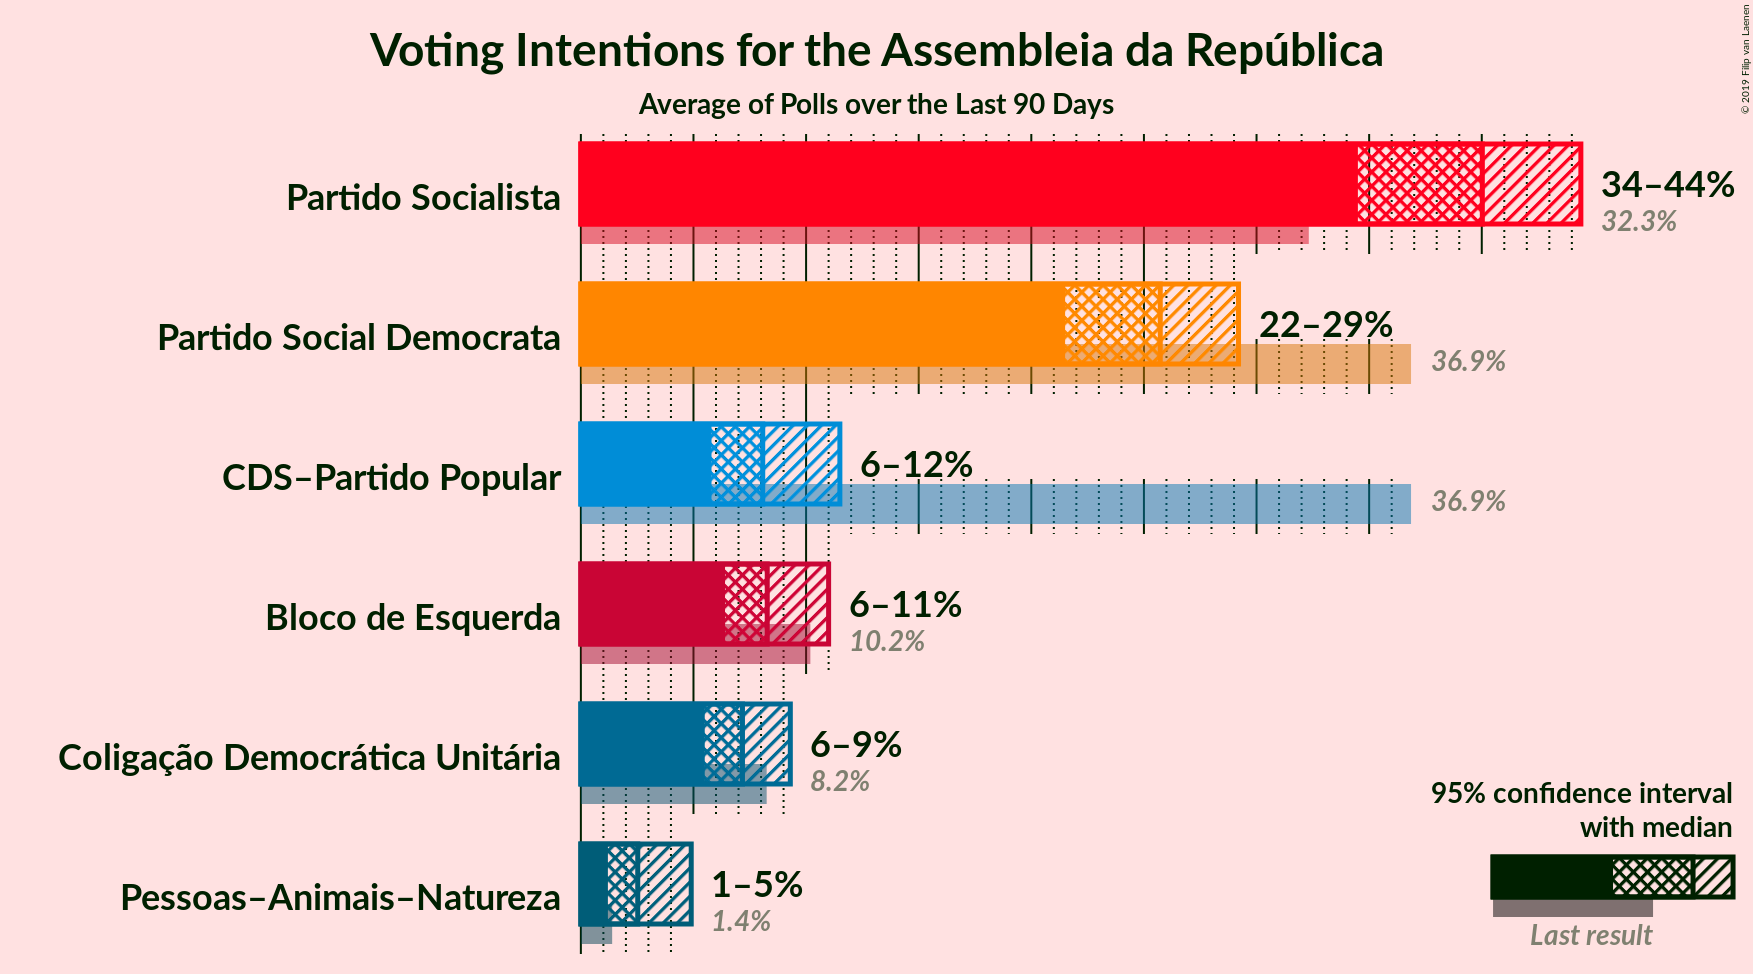 Voting Intentions for the Assembleia da República
Average of Polls over the Last 90 Days
© 2019 Filip van Laenen
Partido Socialista
34–44%
32.3%
Partido Social Democrata
22–29%
36.9%
CDS–Partido Popular
6–12%
36.9%
Bloco de Esquerda
6–11%
10.2%
Coligação Democrática Unitária
6–9%
8.2%
Pessoas–Animais–Natureza
1–5%
1.4%
95% confidence interval
with median
Last result